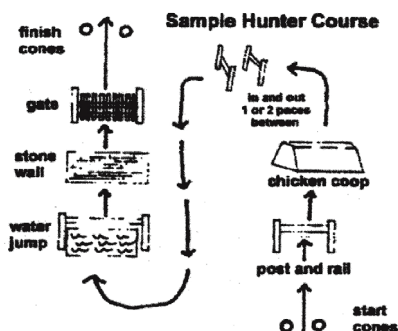 Sample Hunter Course
finish
cones
gate
stone
wall
water
jump
in and out
1 or 2 paces
between
chicken coop
post and rail
start
cones